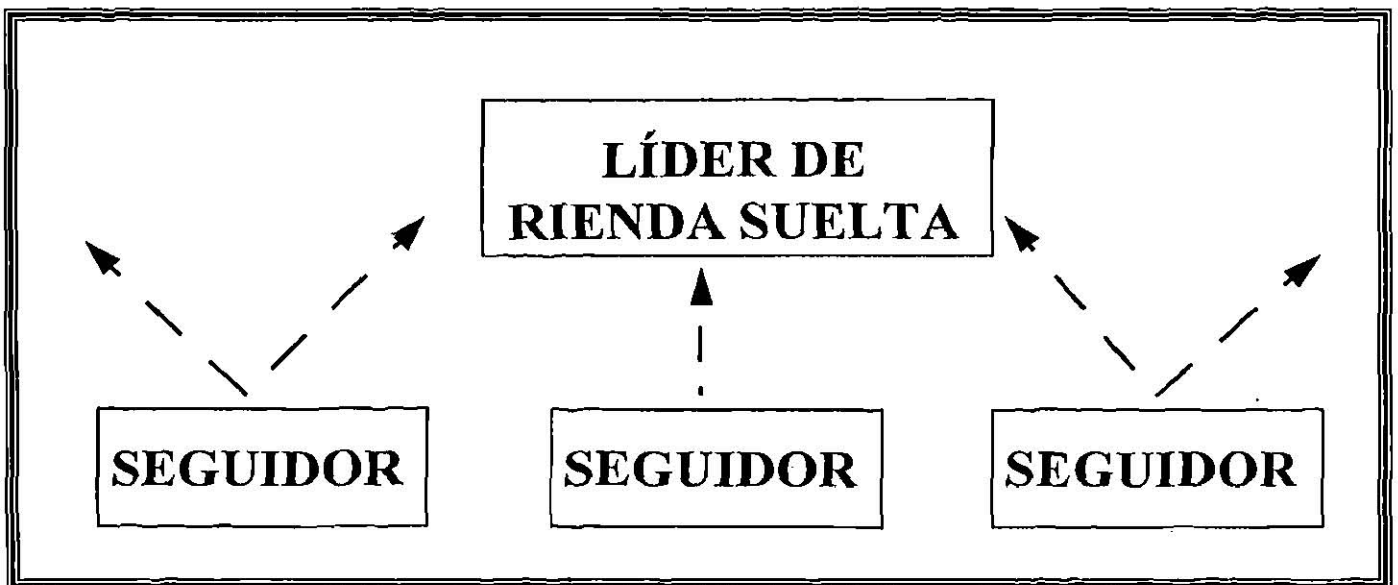 LÍDER DE
RIENDA SUELTA
SEGUIDOR
SEGUIDOR
SEGUIDOR